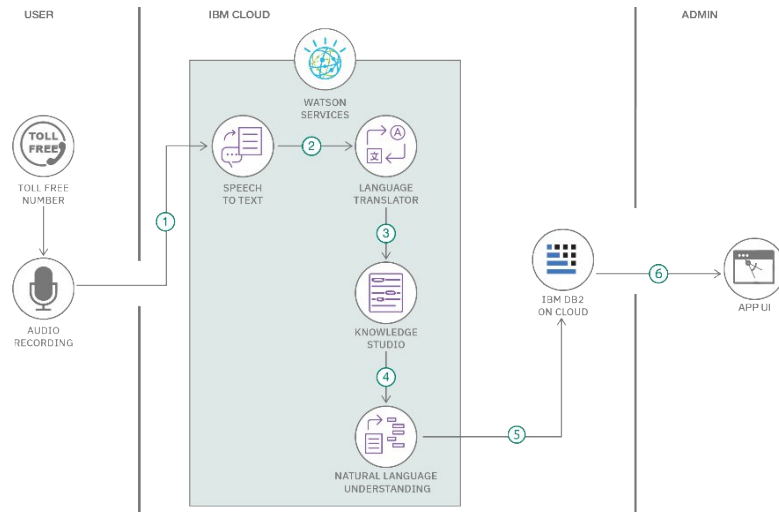 USER
IBM CLOUD
ADMIN
WATSON
SERVICES
TOLL
FREE
TOLL FREE
NUMBER
1
SPEECH
TO TEXT
2
A
文
LANGUAGE
TRANSLATOR
3
AUDIO
RECORDING
KNOWLEDGE
STUDIO
4
NATURAL LANGUAGE
UNDERSTANDING
5
IBM DB2
ON CLOUD
6
APP UI